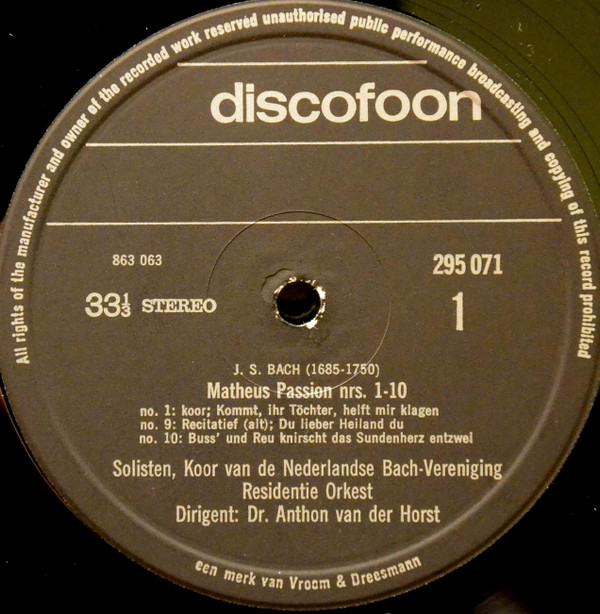 All rights of the manufacturer and owner of the recorded work reserved unauthorised public performance broadcasting and copying of this record prohibited
discofoon
863 063
295 071
33⅓ STEREO
1
J. S. BACH (1685-1750)
Matheus Passion nrs. 1-10
no. 1: koor; Kommt, ihr Töchter, helft mir klagen
no. 9: Recitatief (alt); Du lieber Heiland du
no. 10: Buss' und Reu knirscht das Sundenherz entzwei
Solisten, Koor van de Nederlandse Bach-Vereniging
Residentie Orkest
Dirigent: Dr. Anthon van der Horst
een merk van Vroom & Dreesmann